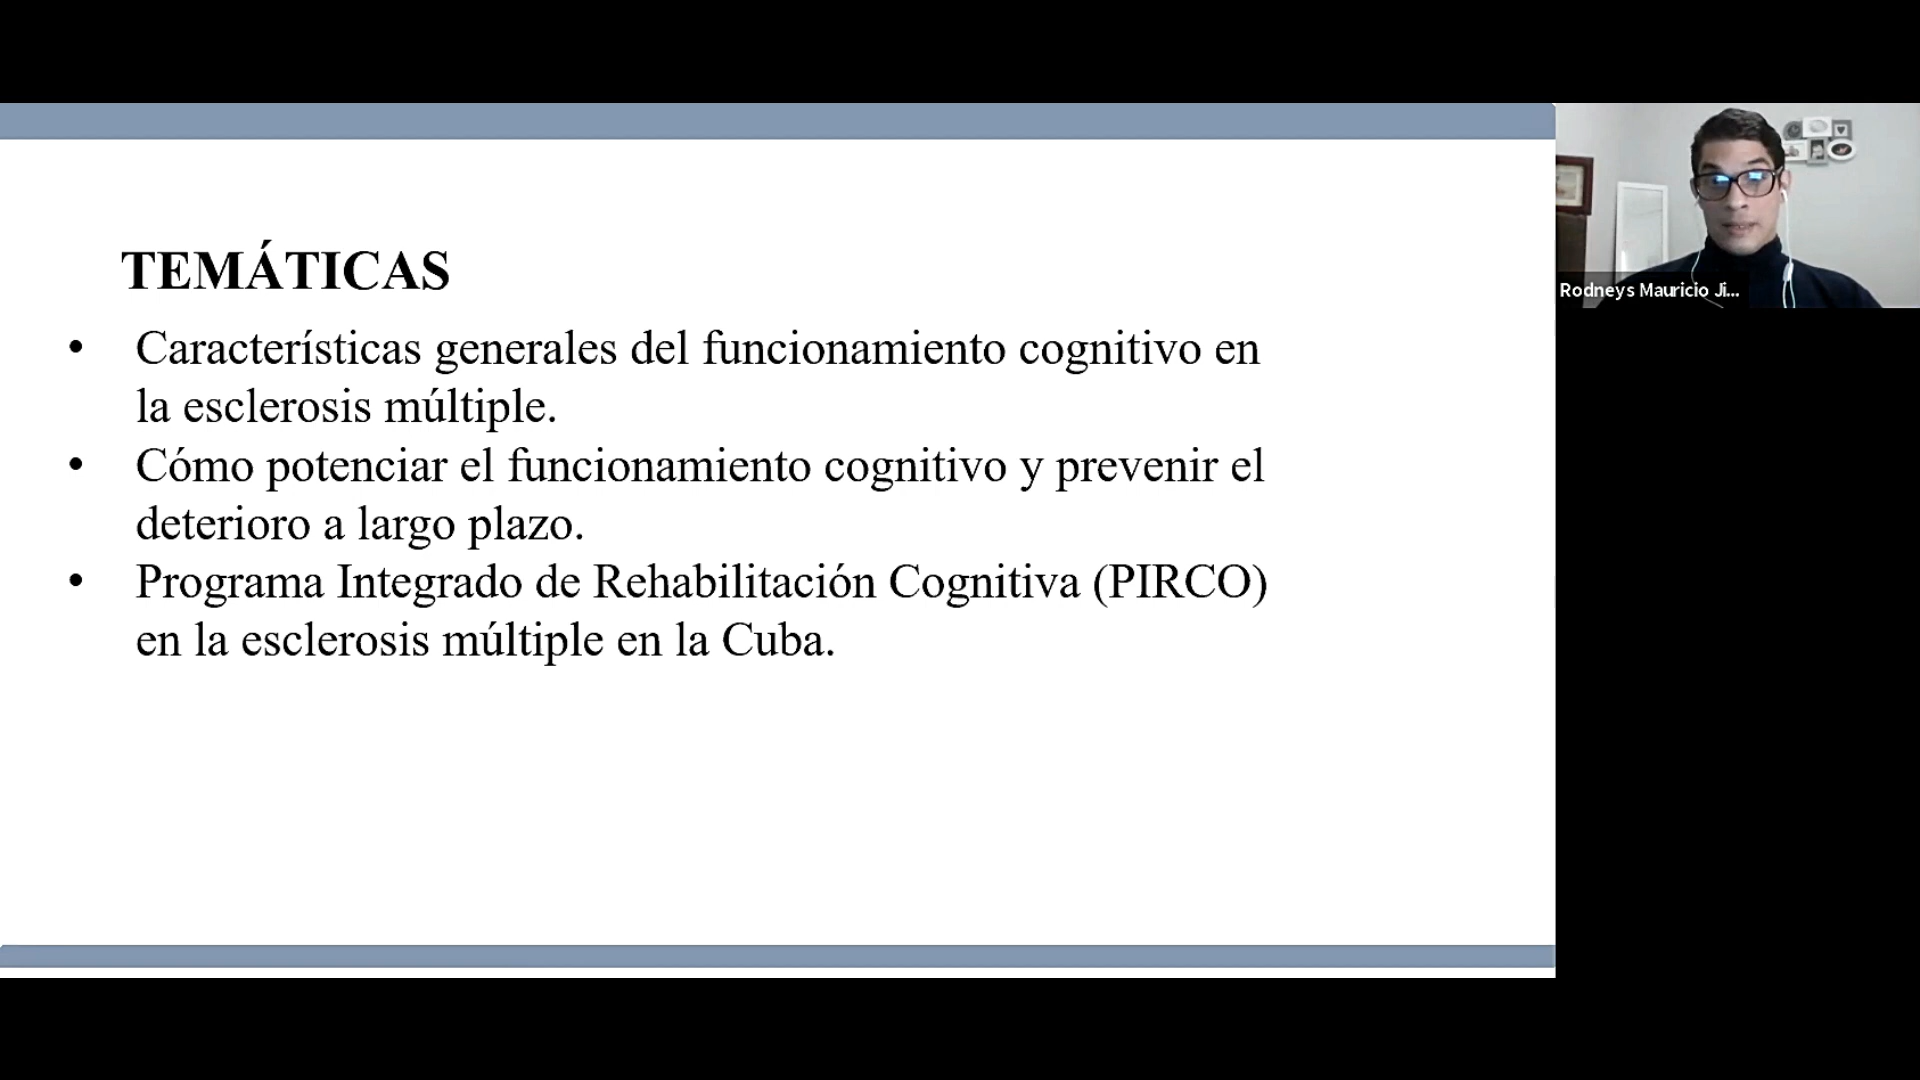 TEMÁTICAS
• Características generales del funcionamiento cognitivo en
la esclerosis múltiple.
• Cómo potenciar el funcionamiento cognitivo y prevenir el
deterioro a largo plazo.
• Programa Integrado de Rehabilitación Cognitiva (PIRCO)
en la esclerosis múltiple en la Cuba.
Rodneys Mauricio Ji...